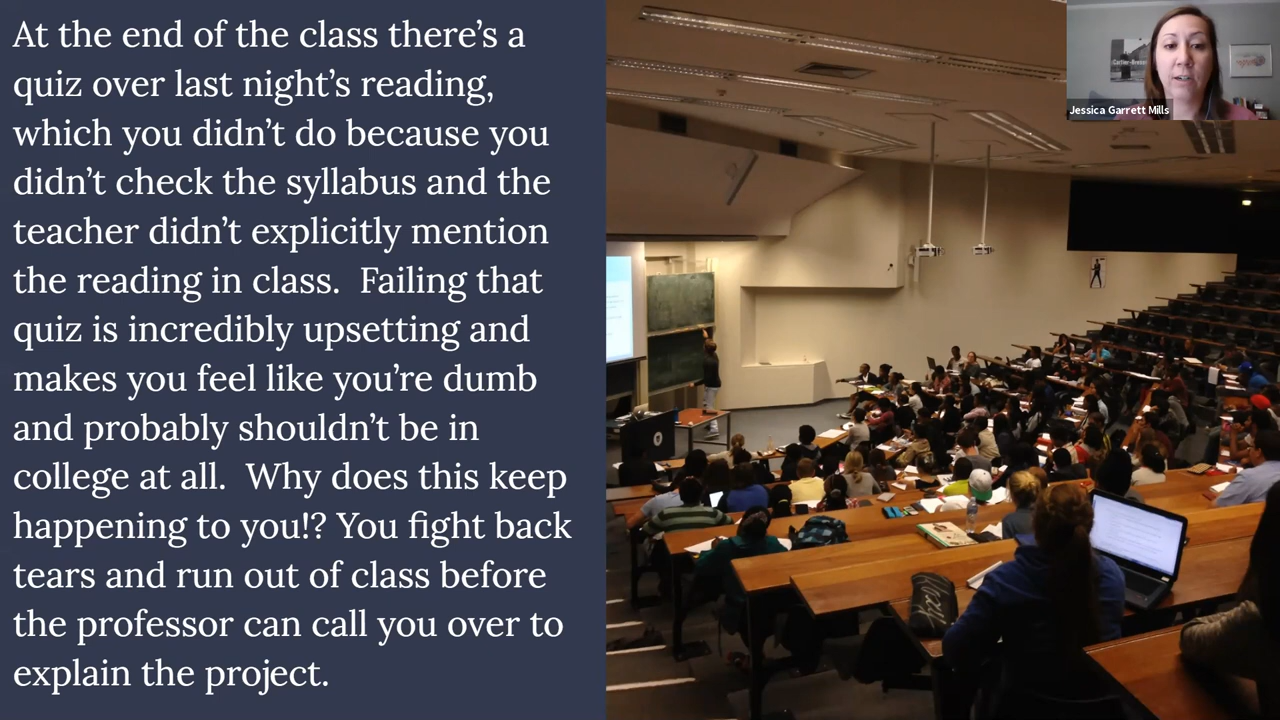 At the end of the class there’s a
quiz over last night’s reading,
which you didn’t do because you
didn’t check the syllabus and the
teacher didn’t explicitly mention
the reading in class.  Failing that
quiz is incredibly upsetting and
makes you feel like you’re dumb
and probably shouldn’t be in
college at all.  Why does this keep
happening to you!? You fight back
tears and run out of class before
the professor can call you over to
explain the project.
Jessica Garrett Mills